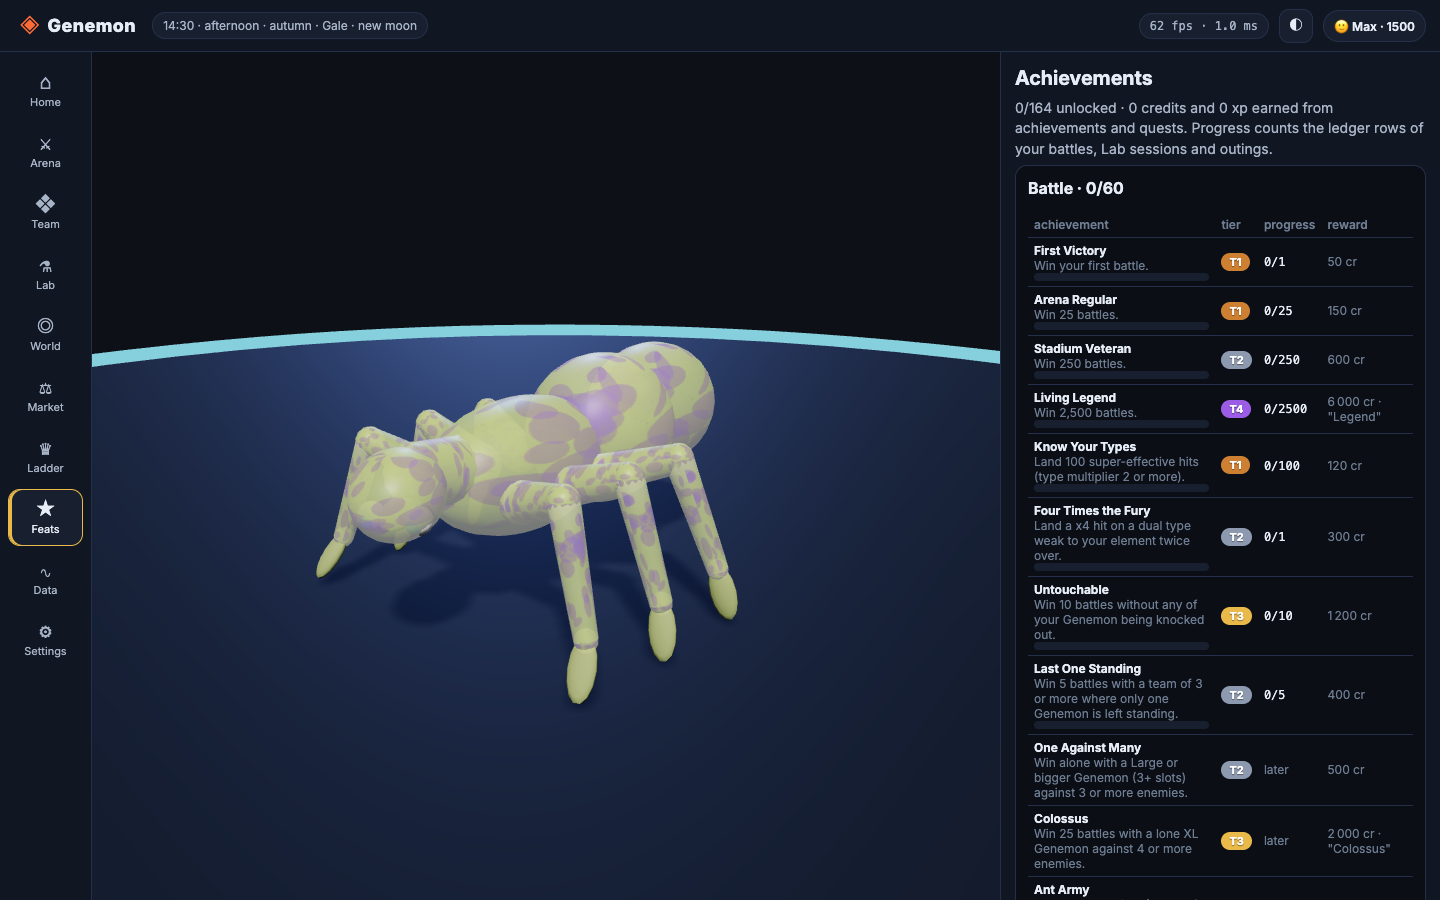 Genemon
14:30 · afternoon · autumn · Gale · new moon
62 fps · 1.0 ms
Max · 1500
Home
Arena
Team
Lab
World
Market
Ladder
Feats
Data
Settings
Achievements
0/164 unlocked · 0 credits and 0 xp earned from
achievements and quests. Progress counts the ledger rows of
your battles, Lab sessions and outings.
Battle · 0/60
achievement tier progress reward
First Victory
Win your first battle.
T1 0/1 50 cr
Arena Regular
Win 25 battles.
T1 0/25 150 cr
Stadium Veteran
Win 250 battles.
T2 0/250 600 cr
Living Legend
Win 2,500 battles.
T4 0/2500 6 000 cr ·
"Legend"
Know Your Types
Land 100 super-effective hits
(type multiplier 2 or more).
T1 0/100 120 cr
Four Times the Fury
Land a x4 hit on a dual type
weak to your element twice
over.
T2 0/1 300 cr
Untouchable
Win 10 battles without any of
your Genemon being knocked
out.
T3 0/10 1 200 cr
Last One Standing
Win 5 battles with a team of 3
or more where only one
Genemon is left standing.
T2 0/5 400 cr
One Against Many
Win alone with a Large or
bigger Genemon (3+ slots)
against 3 or more enemies.
T2 later 500 cr
Colossus
Win 25 battles with a lone XL
Genemon against 4 or more
enemies.
T3 later 2 000 cr ·
"Colossus"
Ant Army